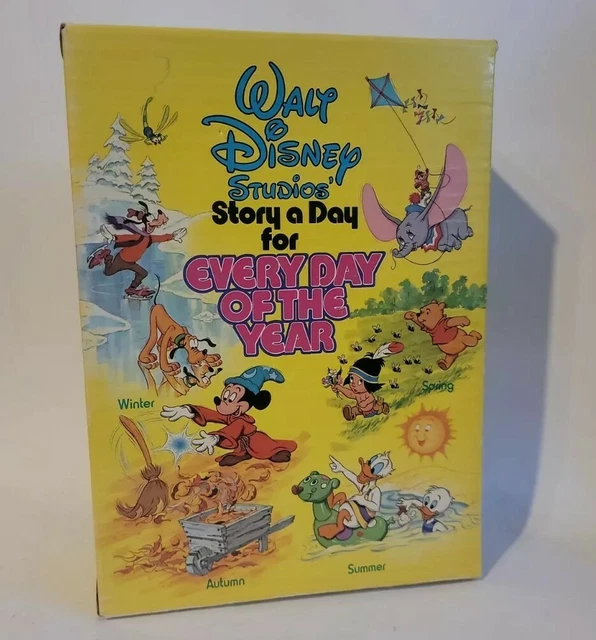 WALT
DISNEY
STUDIOS'
Story a Day
for
EVERY DAY
OF THE
YEAR
Winter
Spring
Autumn
Summer